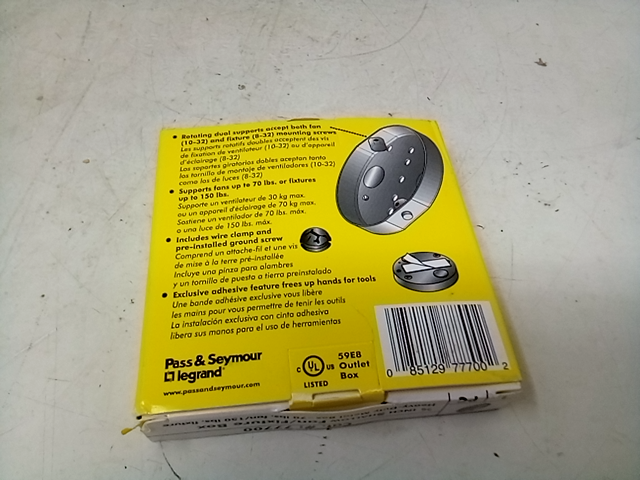 • Rotating dual supports accept both fan
(10-32) and fixture (8-32) mounting screws
Les supports rotatifs doubles acceptent des vis
de fixation de ventilateur (10-32) ou d'appareil
d'éclairage (8-32)
Los soportes giratorios dobles aceptan tanto
los tornillo de montaje de ventiladores (10-32)
como los de luces (8-32)
• Supports fans up to 70 lbs. or fixtures
up to 150 lbs.
Supporte un ventilateur de 30 kg max.
ou un appareil d'éclairage de 70 kg max.
Sostiene un ventilador de 70 lbs. máx.
o una luce de 150 lbs. máx.
• Includes wire clamp and
pre-installed ground screw
Comprend un attache-fil et une vis
de mise à la terre pré-installée
Incluye una pinza para alambres
y un tornillo de puesta a tierra preinstalado
• Exclusive adhesive feature frees up hands for tools
Une bande adhésive exclusive vous libère
les mains pour vous permettre de tenir les outils
La instalación exclusiva con cinta adhesiva
libera sus manos para el uso de herramientas
Pass & Seymour
legrand
www.passandseymour.com
C UL US
LISTED
59E8
Outlet
Box
0 85129 77700 2
77700
Fan/Fixture Box